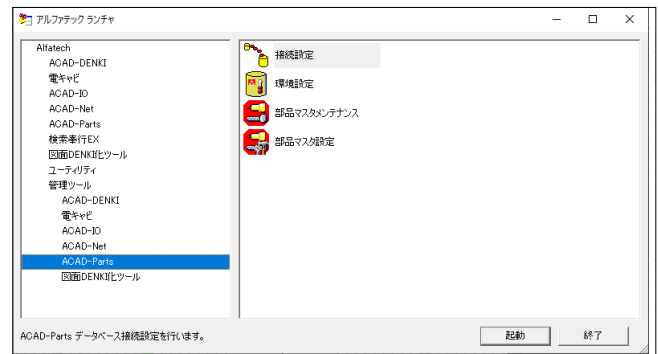 アルファテック ランチャ
Alfatech
ACAD-DENKI
電キャビ
ACAD-IO
ACAD-Net
ACAD-Parts
検索奉行EX
図面DENKI化ツール
ユーティリティ
管理ツール
ACAD-DENKI
電キャビ
ACAD-IO
ACAD-Net
ACAD-Parts
図面DENKI化ツール
接続設定
環境設定
部品マスタメンテナンス
部品マスタ設定
ACAD-Parts データベース接続設定を行います。
起動
終了